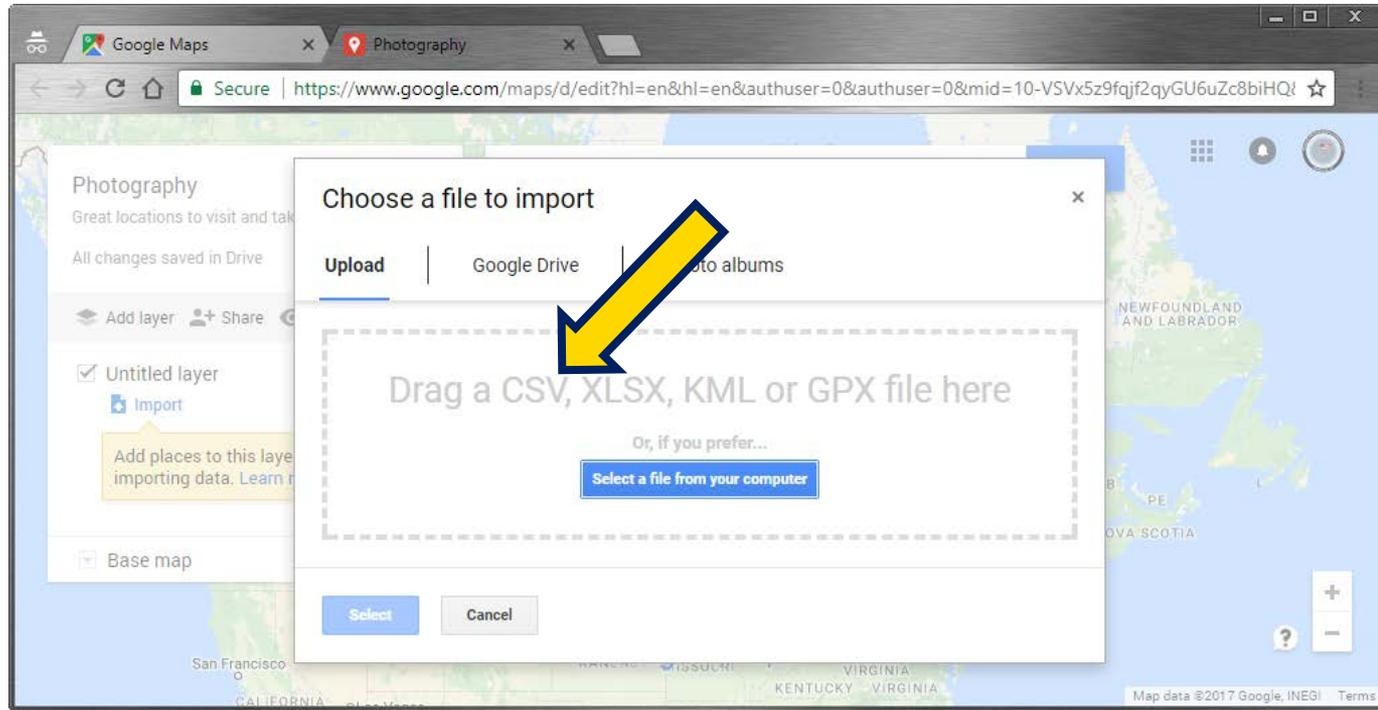 Google Maps
Photography
Secure
https://www.google.com/maps/d/edit?hl=en&hl=en&authuser=0&authuser=0&mid=10-VSVx5z9fqjf2qyGU6uZc8biHQ
Photography
Great locations to visit and tak
All changes saved in Drive
Add layer Share
Untitled layer
Import
Add places to this laye
importing data. Learn
Base map
Choose a file to import
Upload Google Drive oto albums
Drag a CSV, XLSX, KML or GPX file here
Or, if you prefer...
Select a file from your computer
Select Cancel
NEWFOUNDLAND
AND LABRADOR
PE
OVA SCOTIA
San Francisco
MISSOURI
VIRGINIA
KENTUCKY VIRGINIA
CALIFORNIA
Las Vegas
Map data ©2017 Google, INEGI Terms